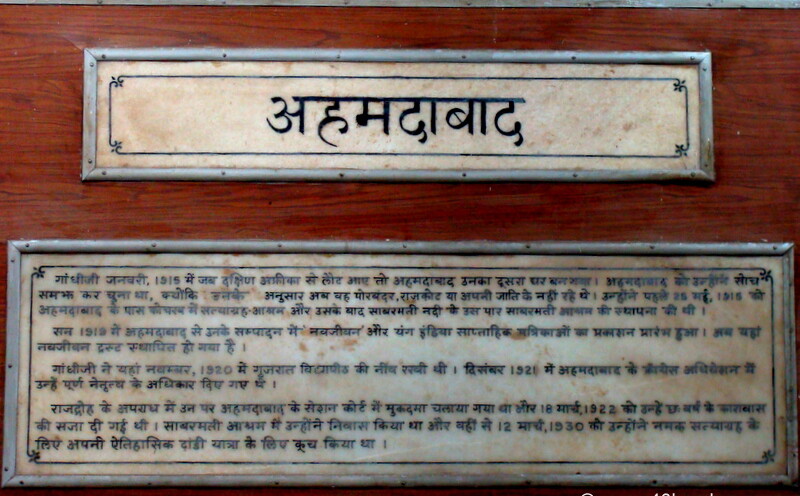 अहमदाबाद
गांधीजी जनवरी, 1915 में जब दक्षिण अफ्रीका से लौट आए तो अहमदाबाद उनका दूसरा घर बन गया। अहमदाबाद को उन्होंने सोच
समझ कर चुना था, क्योंकि उनके अनुसार अब वह पोरबंदर, राजकोट या अपनी जाति के नहीं रहे थे। उन्होंने पहले 25 मई, 1915 को
अहमदाबाद के पास कोचरब में सत्याग्रह-आश्रम और उसके बाद साबरमती नदी के उस पार साबरमती आश्रम की स्थापना की थी।
सन 1919 में अहमदाबाद से उनके सम्पादन में नवजीवन और यंग इंडिया साप्ताहिक पत्रिकाओं का प्रकाशन प्रारंभ हुआ। अब यहां
नवजीवन ट्रस्ट स्थापित हो गया है।
गांधीजी ने यहां नवम्बर, 1920 में गुजरात विद्यापीठ की नींव रखी थी। दिसंबर 1921 में अहमदाबाद के कांग्रेस अधिवेशन में
उन्हें पूर्ण नेतृत्व के अधिकार दिए गए थे।
राजद्रोह के अपराध में उन पर अहमदाबाद के सेशन कोर्ट में मुकदमा चलाया गया था और 18 मार्च, 1922 को उन्हें छः वर्ष के कारावास
की सजा दी गई थी। साबरमती आश्रम में उन्होंने निवास किया था और वहीं से 12 मार्च, 1930 को उन्होंने नमक सत्याग्रह के
लिए अपनी ऐतिहासिक दांडी यात्रा के लिए कूच किया था।